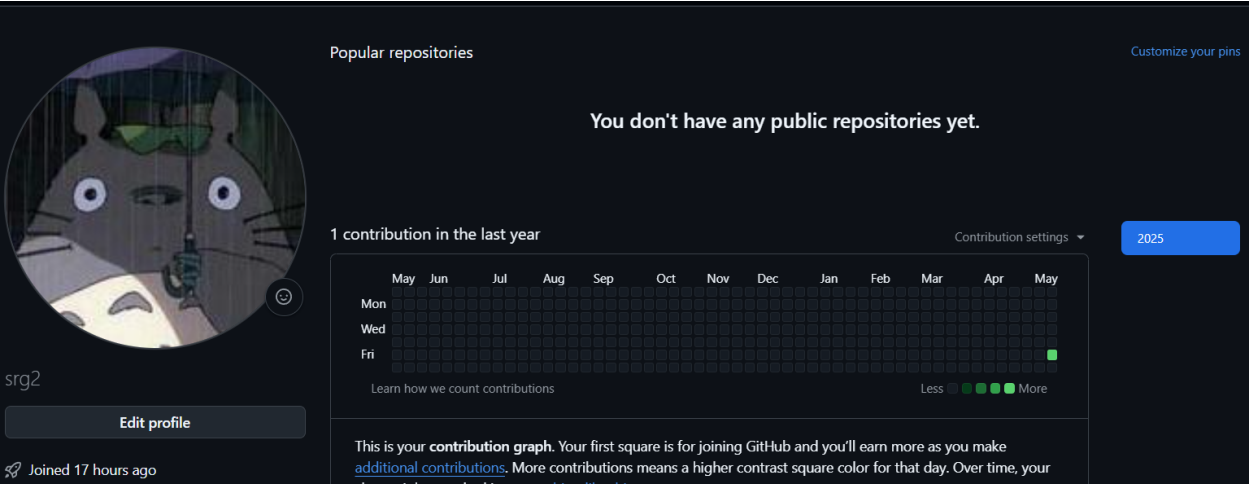 Popular repositories
Customize your pins
You don't have any public repositories yet.
1 contribution in the last year
Contribution settings
2025
May Jun Jul Aug Sep Oct Nov Dec Jan Feb Mar Apr May
Mon
Wed
Fri
Learn how we count contributions
Less More
srg2
Edit profile
Joined 17 hours ago
This is your contribution graph. Your first square is for joining GitHub and you'll earn more as you make
additional contributions. More contributions means a higher contrast square color for that day. Over time, your